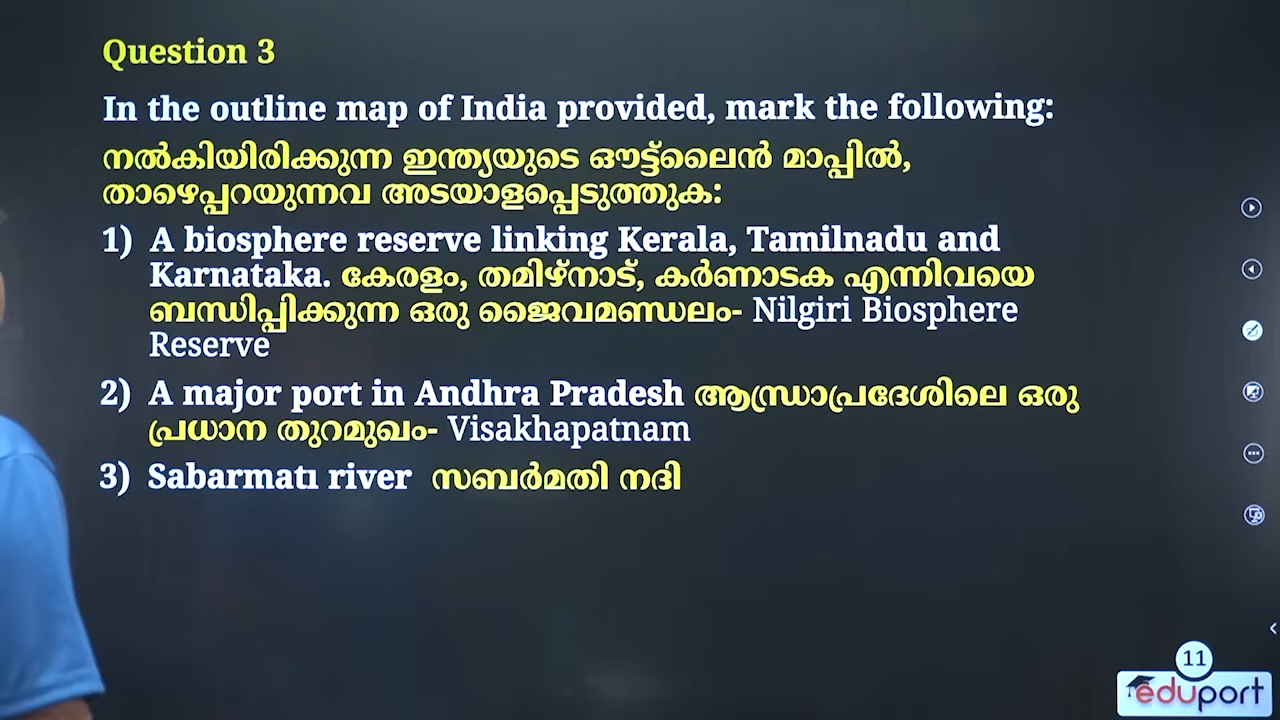 Question 3
In the outline map of India provided, mark the following:
നൽകിയിരിക്കുന്ന ഇന്ത്യയുടെ ഔട്ട്ലൈൻ മാപ്പിൽ,
താഴെപ്പറയുന്നവ അടയാളപ്പെടുത്തുക:
1) A biosphere reserve linking Kerala, Tamilnadu and
Karnataka. കേരളം, തമിഴ്നാട്, കർണാടക എന്നിവയെ
ബന്ധിപ്പിക്കുന്ന ഒരു ജൈവമണ്ഡലം- Nilgiri Biosphere
Reserve
2) A major port in Andhra Pradesh ആന്ധ്രാപ്രദേശിലെ ഒരു
പ്രധാന തുറമുഖം- Visakhapatnam
3) Sabarmatı river സബർമതി നദി
11
eduport